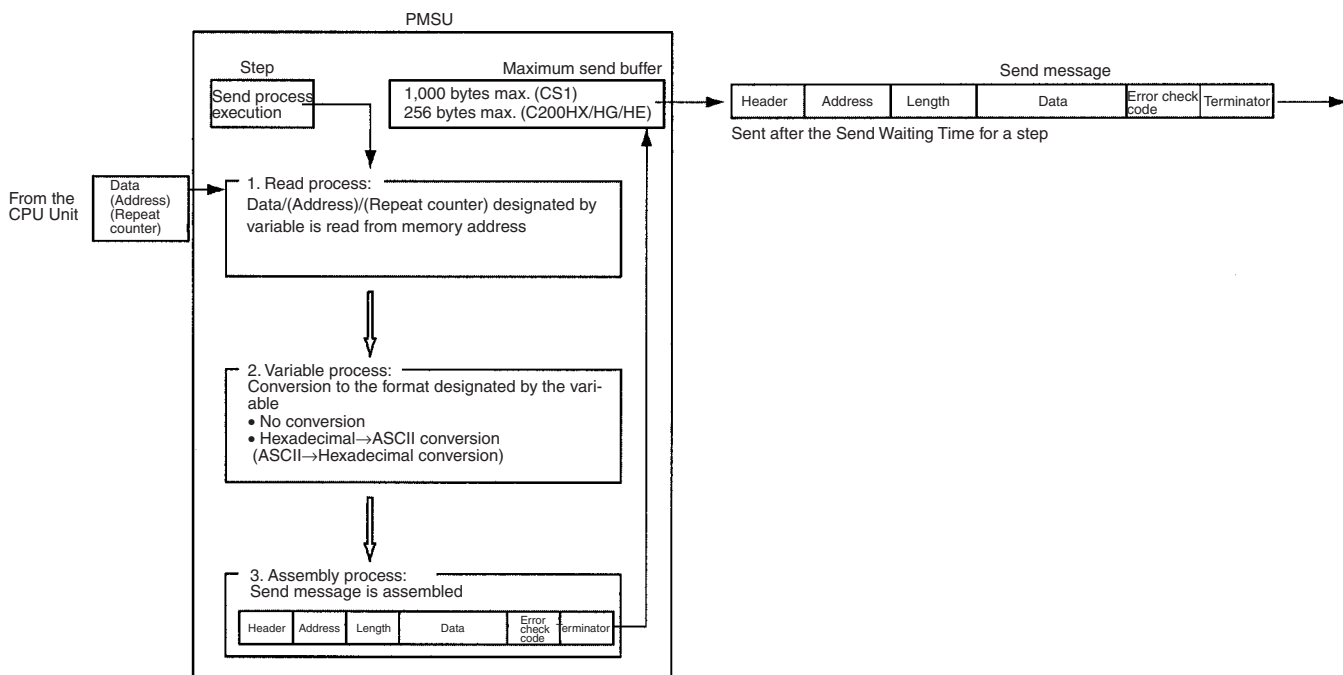 PMSU
Step
Send process
execution
Maximum send buffer
1,000 bytes max. (CS1)
256 bytes max. (C200HX/HG/HE)
Send message
Header Address Length Data Error check code Terminator
Sent after the Send Waiting Time for a step
From the
CPU Unit
Data
(Address)
(Repeat
counter)
1. Read process:
Data/(Address)/(Repeat counter) designated by
variable is read from memory address
2. Variable process:
Conversion to the format designated by the vari-
able
• No conversion
• Hexadecimal→ASCII conversion
(ASCII→Hexadecimal conversion)
3. Assembly process:
Send message is assembled
Header Address Length Data Error check code Terminator